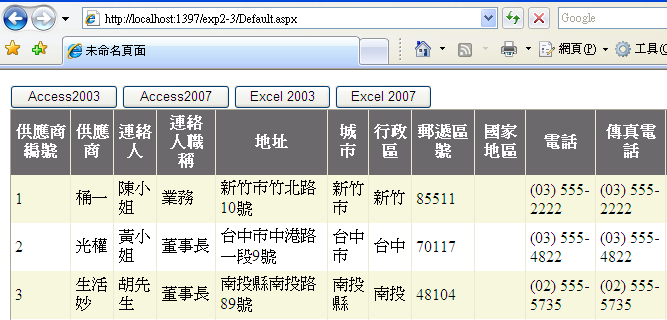 http://localhost:1397/exp2-3/Default.aspx
Google
未命名頁面
網頁(P)
工具(
Access2003 Access2007 Excel 2003 Excel 2007
供應商編號 供應商 連絡人 連絡人職稱 地址 城市 行政區 郵遞區號 國家地區 電話 傳真電話
1 桶一 陳小姐 業務 新竹市竹北路10號 新竹市 新竹 85511 (03) 555-2222 (03) 555-2222
2 光權 黃小姐 董事長 台中市中港路一段9號 台中市 台中 70117 (03) 555-4822 (03) 555-4822
3 生活妙 胡先生 董事長 南投縣南投路89號 南投縣 南投 48104 (02) 555-5735 (02) 555-5735